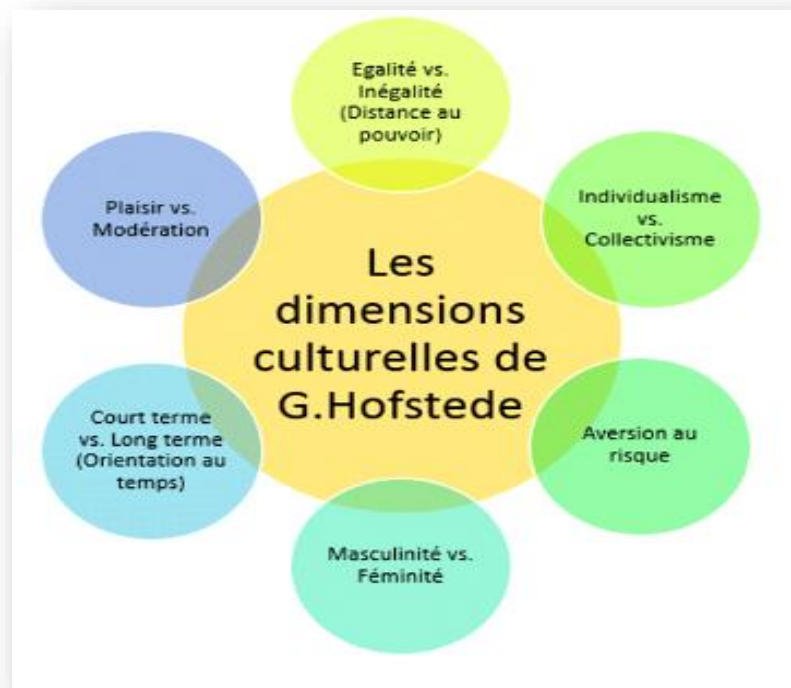 Egalité vs.
Inégalité
(Distance au
pouvoir)
Individualisme
vs.
Collectivisme
Aversion au
risque
Masculinité vs.
Féminité
Court terme
vs. Long terme
(Orientation au
temps)
Plaisir vs.
Modération
Les
dimensions
culturelles de
G.Hofstede